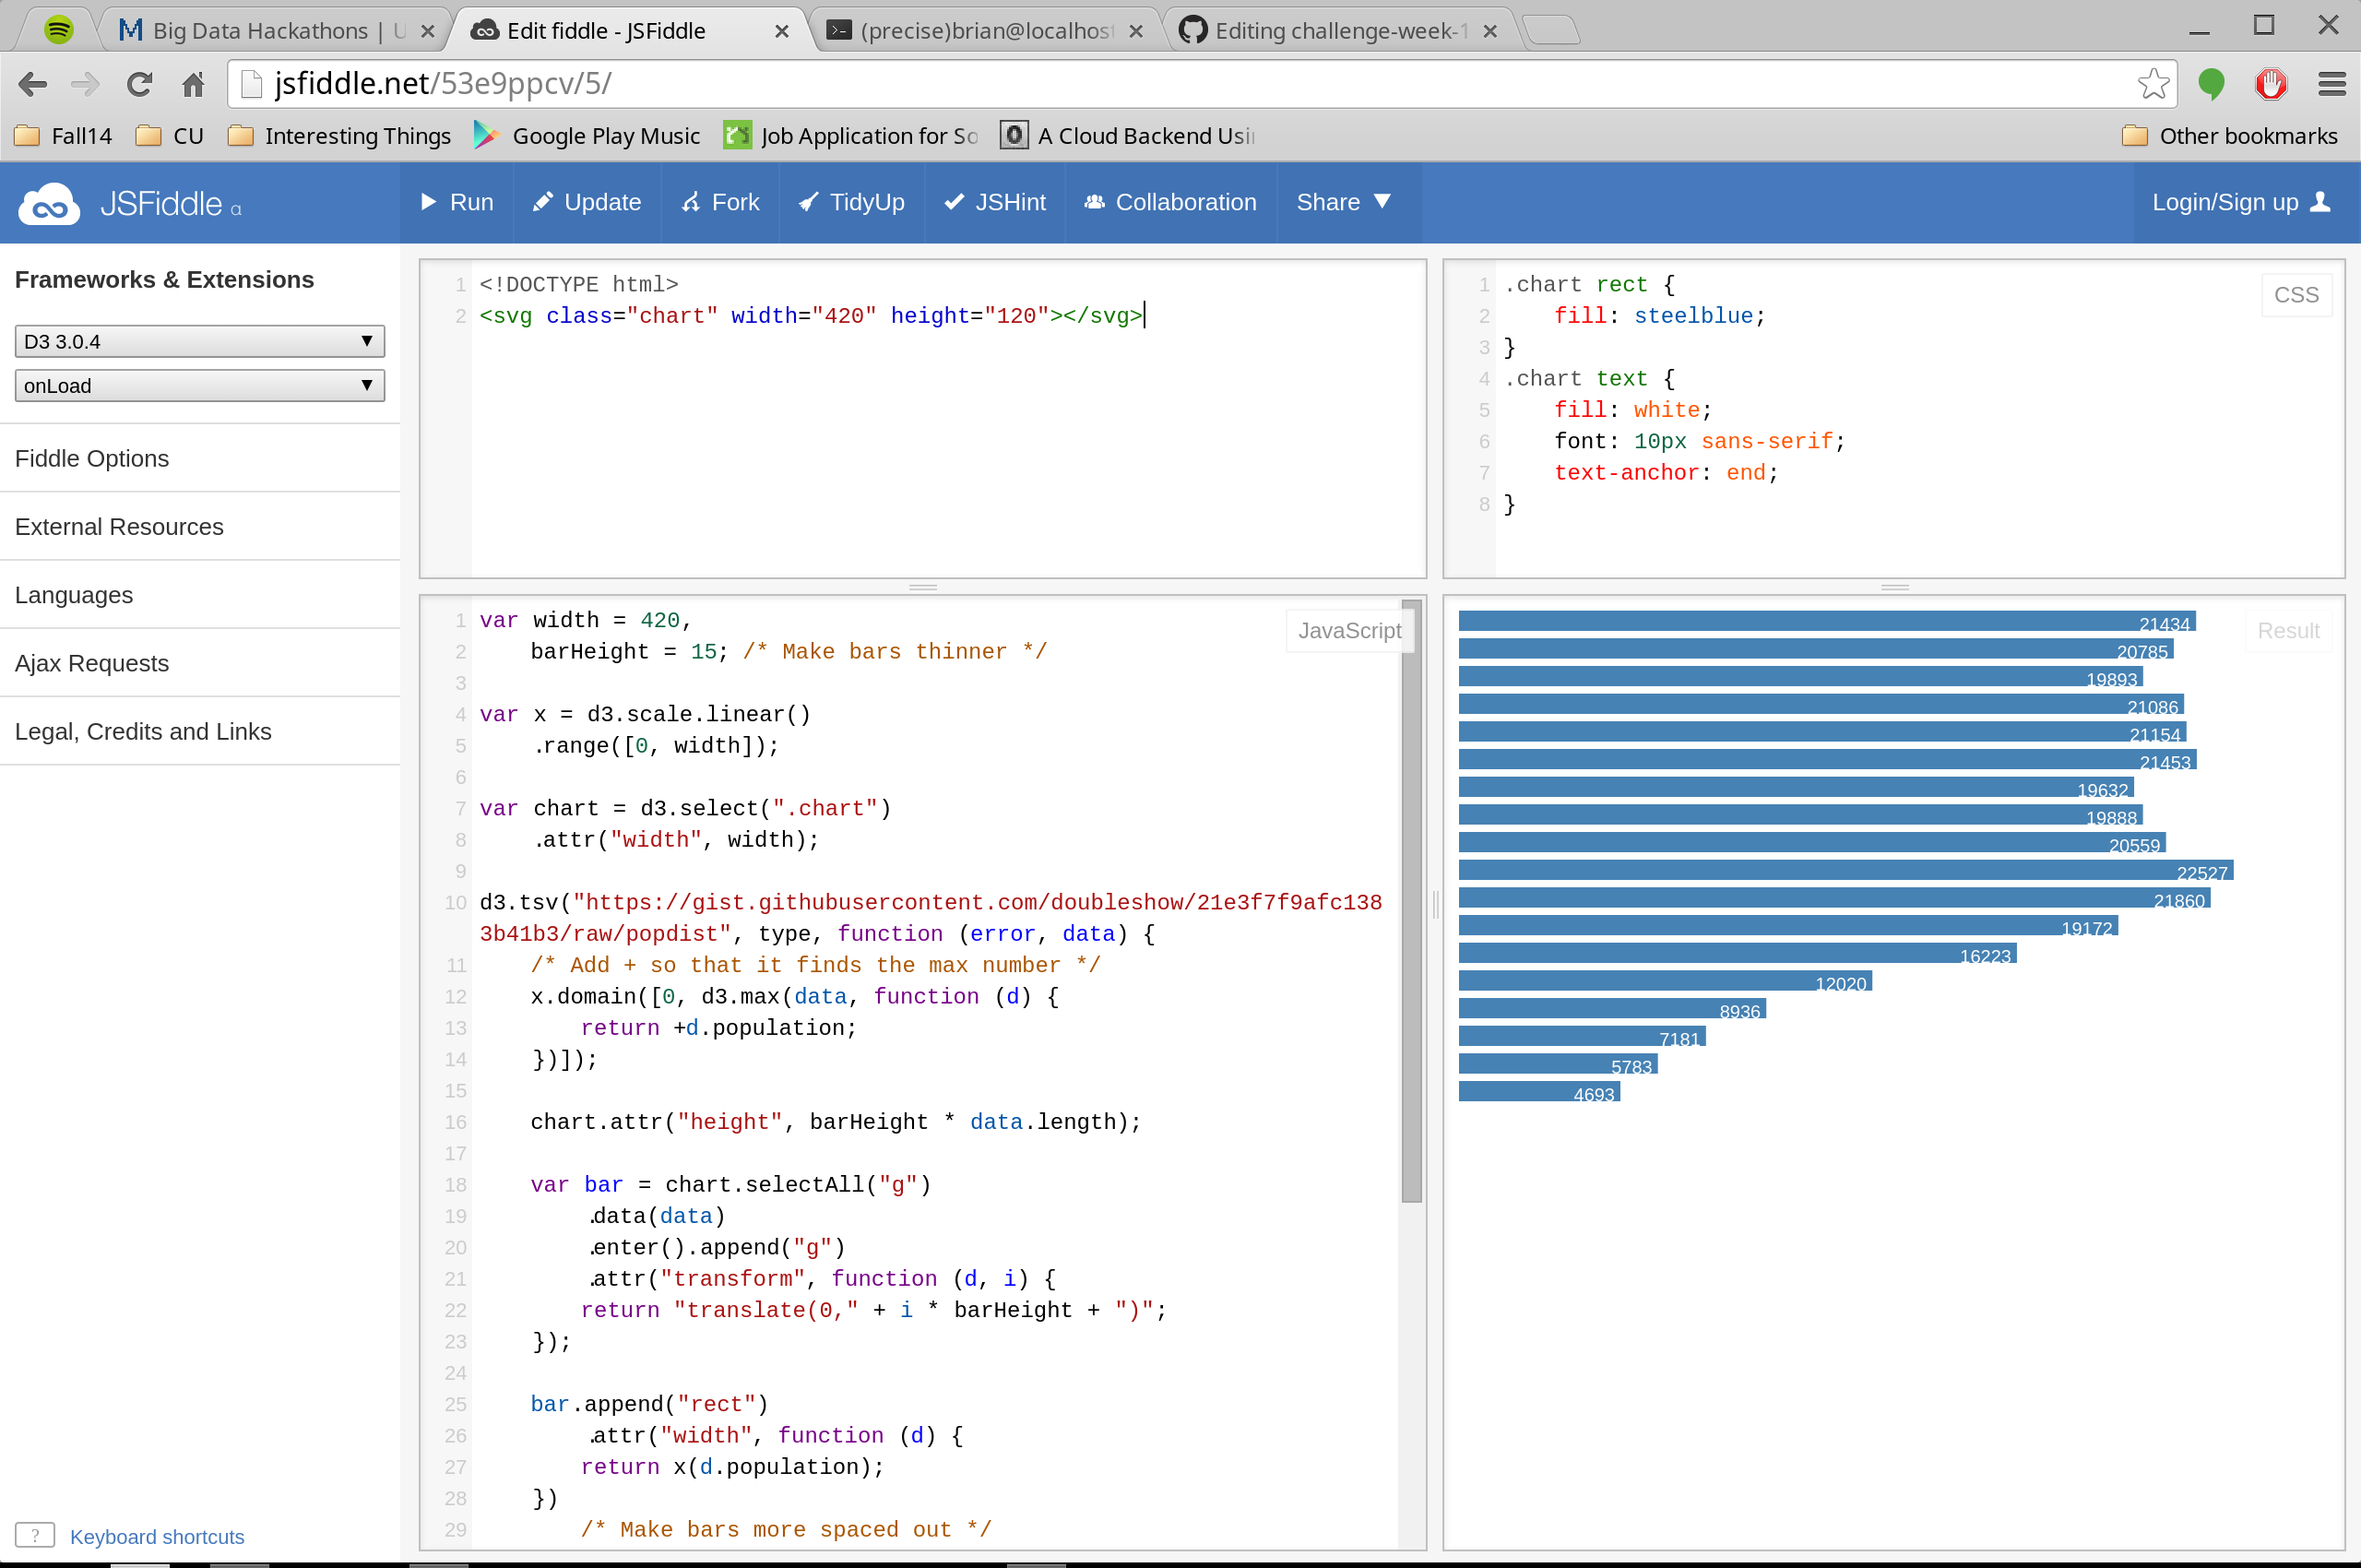 Big Data Hackathons | U
Edit fiddle - JSFiddle
(precise)brian@localhost
Editing challenge-week-1
jsfiddle.net/53e9ppcv/5/
Fall14
CU
Interesting Things
Google Play Music
Job Application for So
A Cloud Backend Usi
Other bookmarks
JSFiddle α
Run
Update
Fork
TidyUp
JSHint
Collaboration
Share ▼
Login/Sign up
Frameworks & Extensions
D3 3.0.4
onLoad
Fiddle Options
External Resources
Languages
Ajax Requests
Legal, Credits and Links
? Keyboard shortcuts
1 <!DOCTYPE html>
2 <svg class="chart" width="420" height="120"></svg>
CSS
1 .chart rect {
2 fill: steelblue;
3 }
4 .chart text {
5 fill: white;
6 font: 10px sans-serif;
7 text-anchor: end;
8 }
JavaScript
1 var width = 420,
2 barHeight = 15; /* Make bars thinner */
3
4 var x = d3.scale.linear()
5 .range([0, width]);
6
7 var chart = d3.select(".chart")
8 .attr("width", width);
9
10 d3.tsv("https://gist.githubusercontent.com/doubleshow/21e3f7f9afc138
3b41b3/raw/popdist", type, function (error, data) {
11 /* Add + so that it finds the max number */
12 x.domain([0, d3.max(data, function (d) {
13 return +d.population;
14 })]);
15
16 chart.attr("height", barHeight * data.length);
17
18 var bar = chart.selectAll("g")
19 .data(data)
20 .enter().append("g")
21 .attr("transform", function (d, i) {
22 return "translate(0," + i * barHeight + ")";
23 });
24
25 bar.append("rect")
26 .attr("width", function (d) {
27 return x(d.population);
28 })
29 /* Make bars more spaced out */
Result
21434
20785
19893
21086
21154
21453
19632
19888
20559
22527
21860
19172
16223
12020
8936
7181
5783
4693